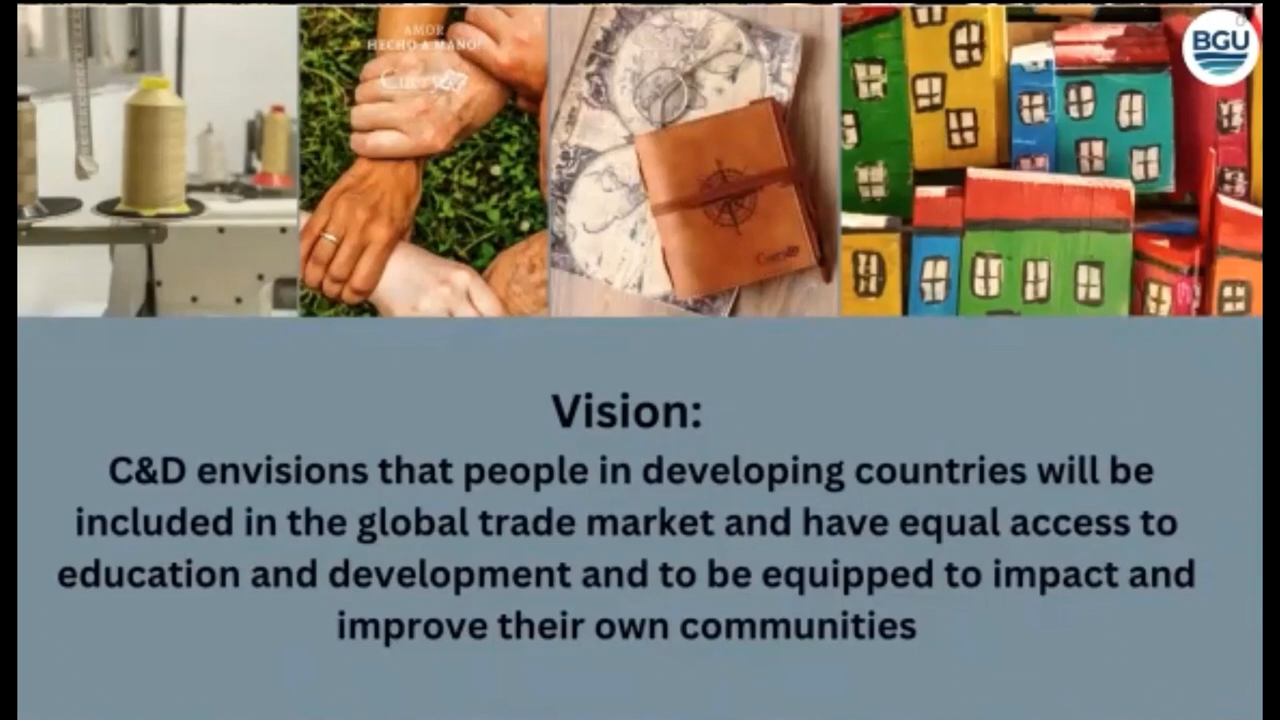 AMOR
HECHO A MANO!
BGU
Vision:
C&D envisions that people in developing countries will be
included in the global trade market and have equal access to
education and development and to be equipped to impact and
improve their own communities